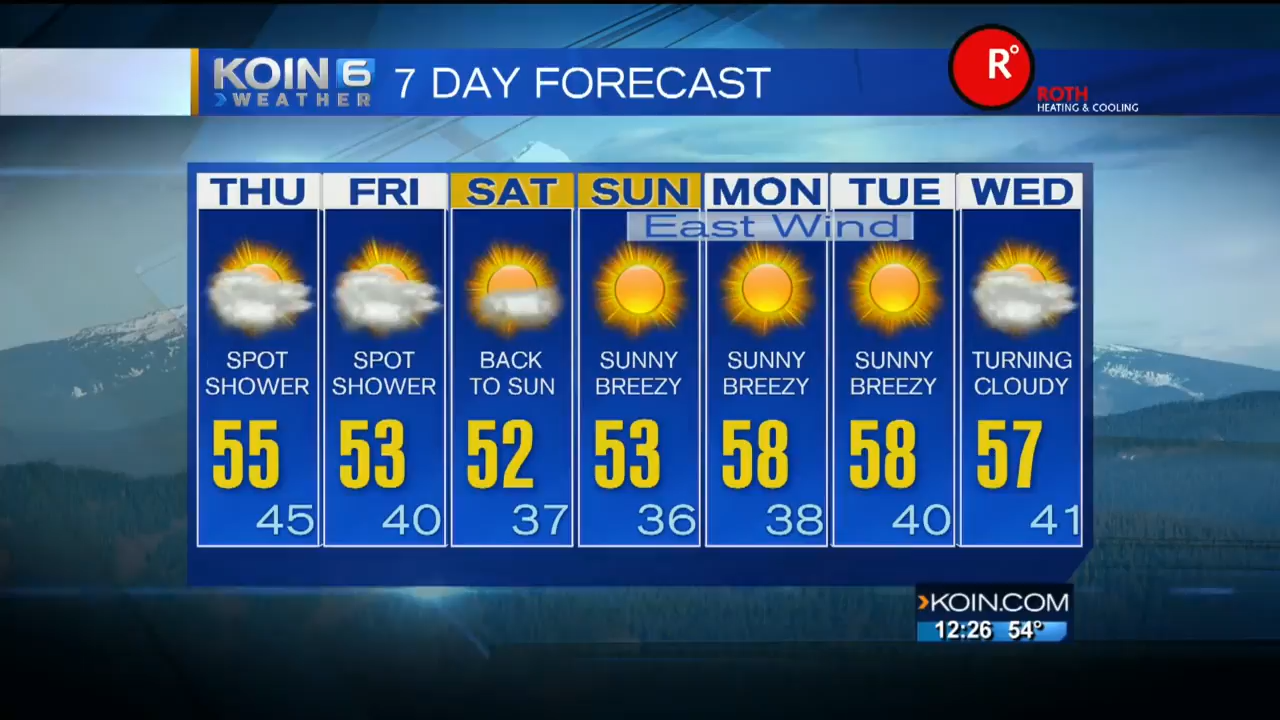 KOIN 6
WEATHER
7 DAY FORECAST
R°
ROTH
HEATING & COOLING
THU FRI SAT SUN MON TUE WED
East Wind
SPOT SHOWER
SPOT SHOWER
BACK TO SUN
SUNNY BREEZY
SUNNY BREEZY
SUNNY BREEZY
TURNING CLOUDY
55 53 52 53 58 58 57
45 40 37 36 38 40 41
KOIN.COM
12:26 54°